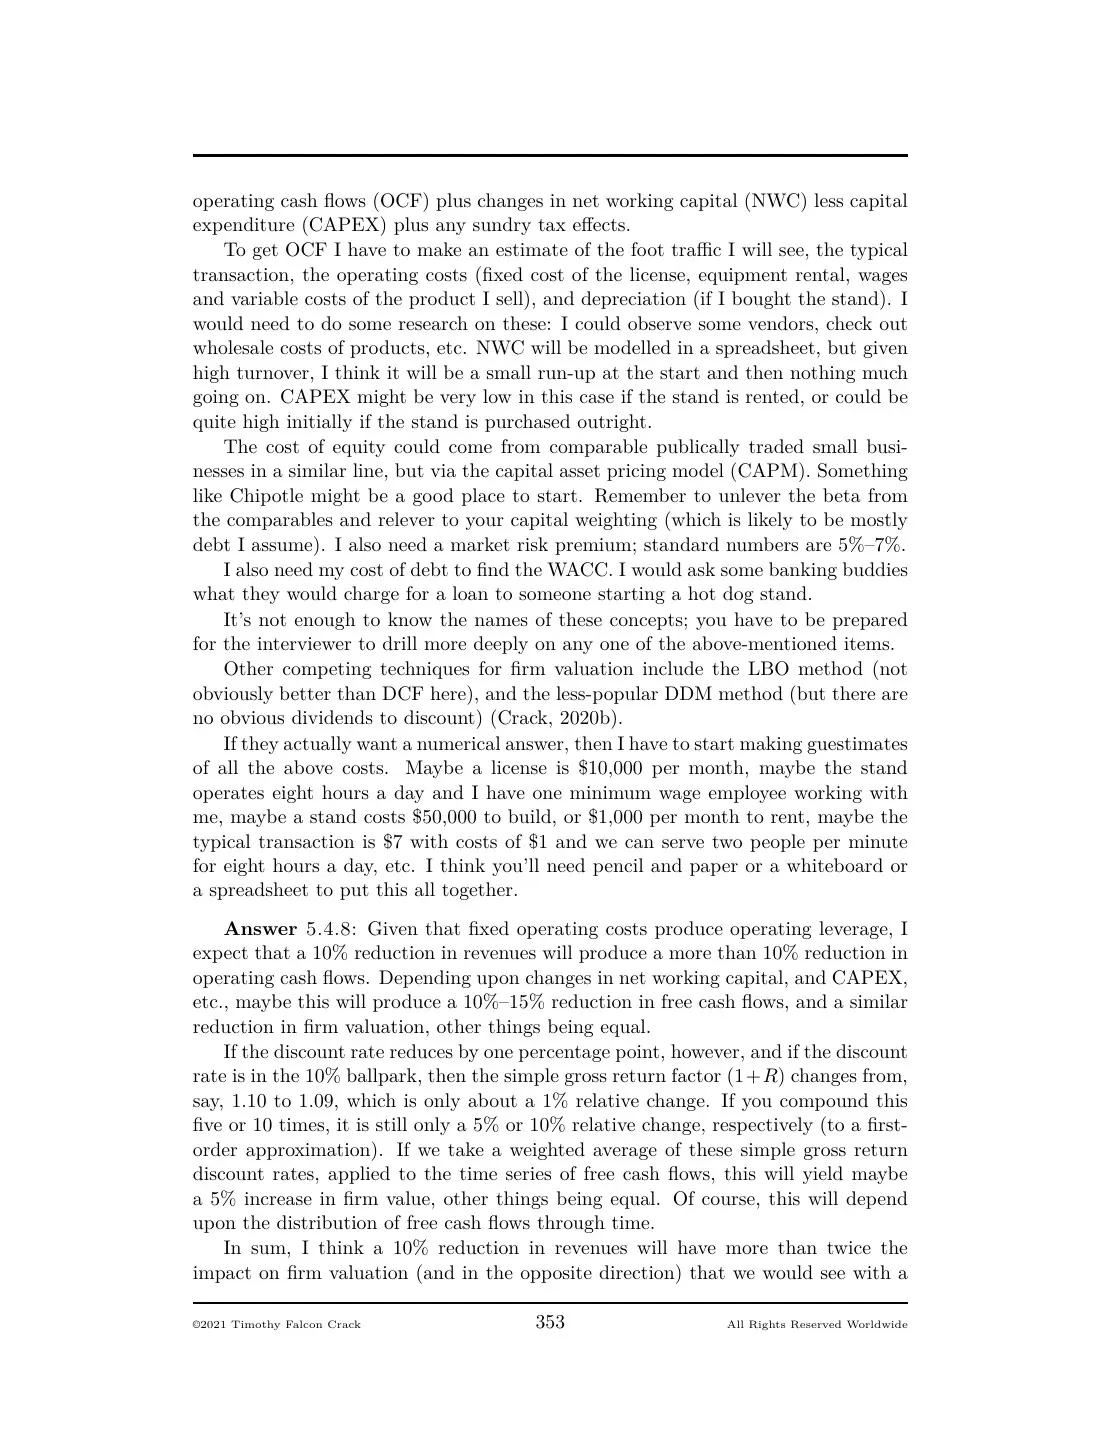 operating cash flows (OCF) plus changes in net working capital (NWC) less capital
expenditure (CAPEX) plus any sundry tax effects.
To get OCF I have to make an estimate of the foot traffic I will see, the typical
transaction, the operating costs (fixed cost of the license, equipment rental, wages
and variable costs of the product I sell), and depreciation (if I bought the stand). I
would need to do some research on these: I could observe some vendors, check out
wholesale costs of products, etc. NWC will be modelled in a spreadsheet, but given
high turnover, I think it will be a small run-up at the start and then nothing much
going on. CAPEX might be very low in this case if the stand is rented, or could be
quite high initially if the stand is purchased outright.
The cost of equity could come from comparable publically traded small busi-
nesses in a similar line, but via the capital asset pricing model (CAPM). Something
like Chipotle might be a good place to start. Remember to unlever the beta from
the comparables and relever to your capital weighting (which is likely to be mostly
debt I assume). I also need a market risk premium; standard numbers are 5%–7%.
I also need my cost of debt to find the WACC. I would ask some banking buddies
what they would charge for a loan to someone starting a hot dog stand.
It's not enough to know the names of these concepts; you have to be prepared
for the interviewer to drill more deeply on any one of the above-mentioned items.
Other competing techniques for firm valuation include the LBO method (not
obviously better than DCF here), and the less-popular DDM method (but there are
no obvious dividends to discount) (Crack, 2020b).
If they actually want a numerical answer, then I have to start making guestimates
of all the above costs. Maybe a license is $10,000 per month, maybe the stand
operates eight hours a day and I have one minimum wage employee working with
me, maybe a stand costs $50,000 to build, or $1,000 per month to rent, maybe the
typical transaction is $7 with costs of $1 and we can serve two people per minute
for eight hours a day, etc. I think you'll need pencil and paper or a whiteboard or
a spreadsheet to put this all together.
Answer 5.4.8: Given that fixed operating costs produce operating leverage, I
expect that a 10% reduction in revenues will produce a more than 10% reduction in
operating cash flows. Depending upon changes in net working capital, and CAPEX,
etc., maybe this will produce a 10%–15% reduction in free cash flows, and a similar
reduction in firm valuation, other things being equal.
If the discount rate reduces by one percentage point, however, and if the discount
rate is in the 10% ballpark, then the simple gross return factor (1+R) changes from,
say, 1.10 to 1.09, which is only about a 1% relative change. If you compound this
five or 10 times, it is still only a 5% or 10% relative change, respectively (to a first-
order approximation). If we take a weighted average of these simple gross return
discount rates, applied to the time series of free cash flows, this will yield maybe
a 5% increase in firm value, other things being equal. Of course, this will depend
upon the distribution of free cash flows through time.
In sum, I think a 10% reduction in revenues will have more than twice the
impact on firm valuation (and in the opposite direction) that we would see with a
©2021 Timothy Falcon Crack 353 All Rights Reserved Worldwide